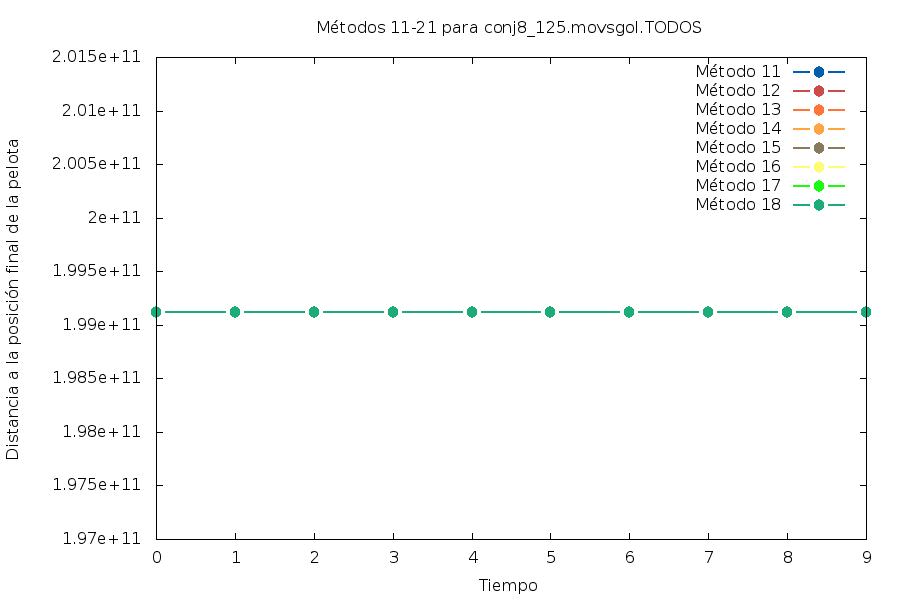 Métodos 11-21 para conj8_125.movsgol.TODOS
Distancia a la posición final de la pelota
2.015e+11
2.01e+11
2.005e+11
2e+11
1.995e+11
1.99e+11
1.985e+11
1.98e+11
1.975e+11
1.97e+11
Método 11
Método 12
Método 13
Método 14
Método 15
Método 16
Método 17
Método 18
0 1 2 3 4 5 6 7 8 9
Tiempo